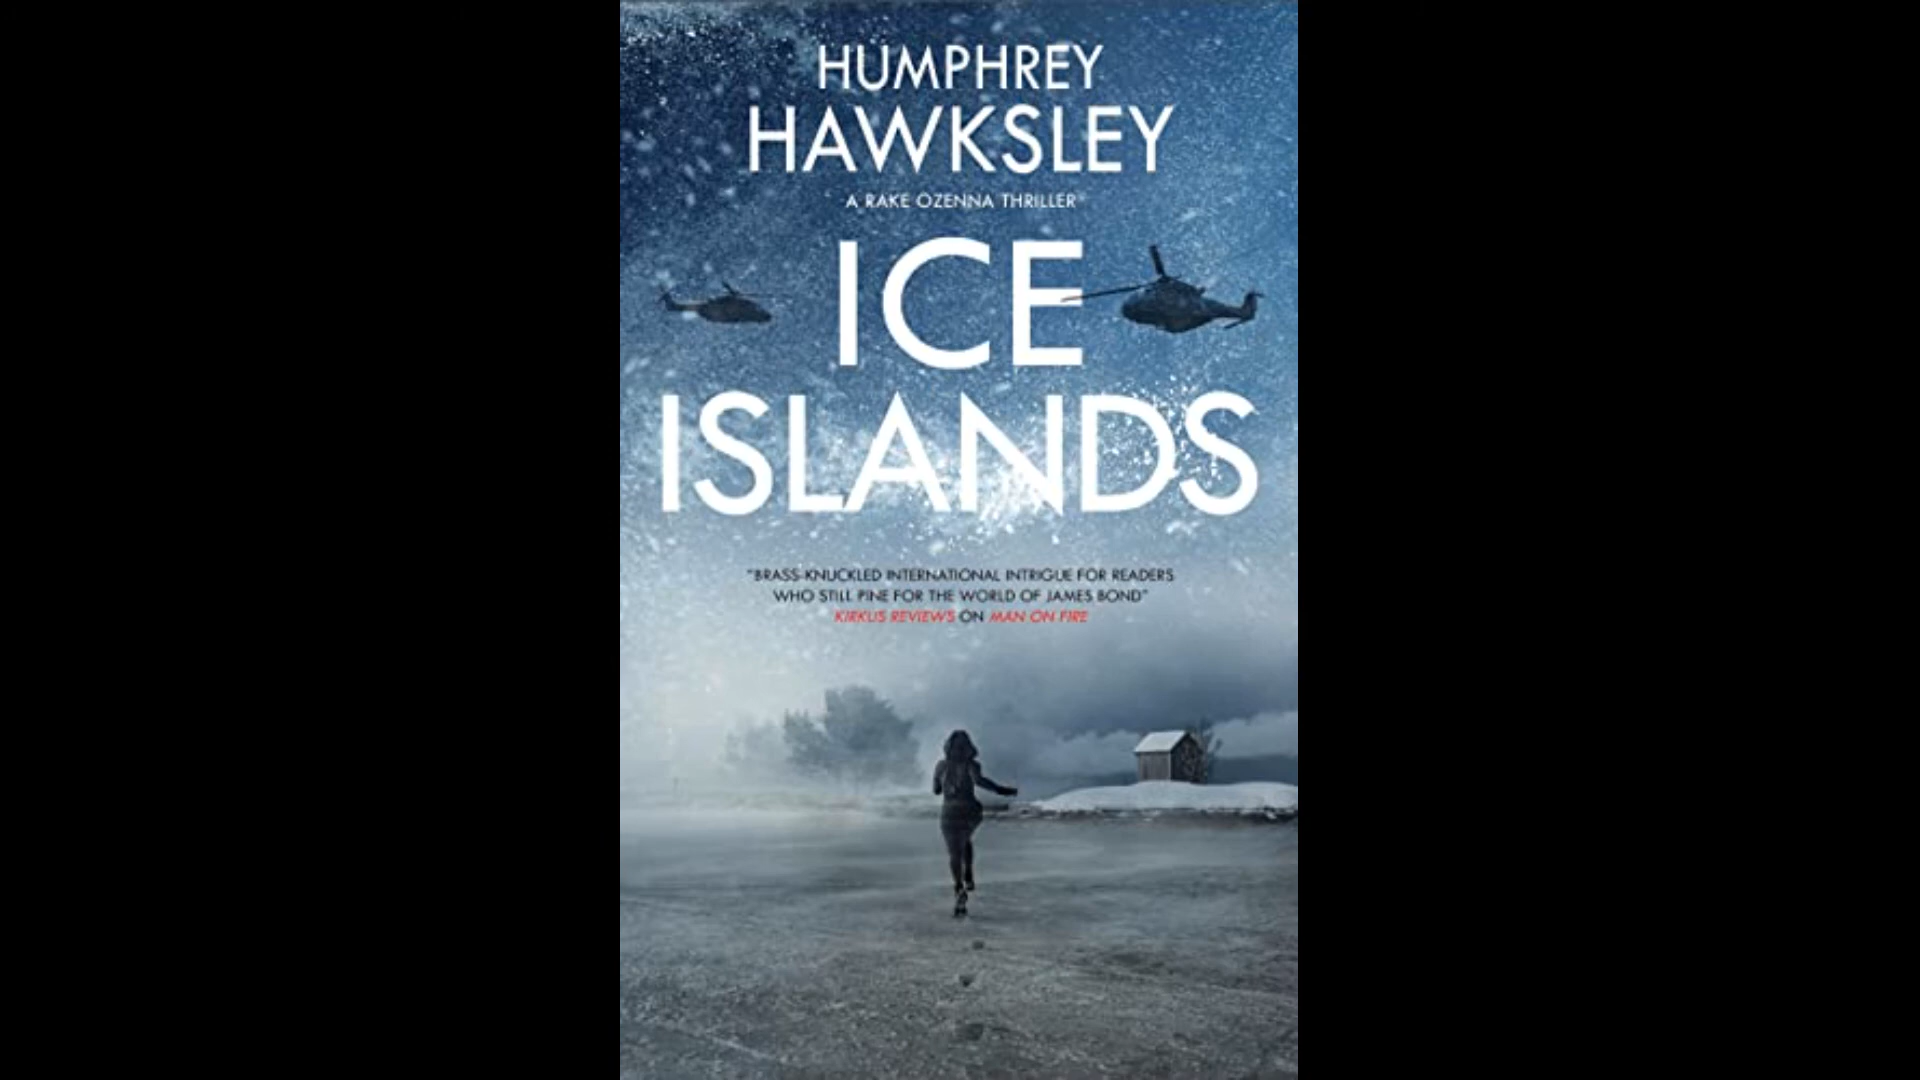 HUMPHREY
HAWKSLEY
A RAKE OZENNA THRILLER
ICE
ISLANDS
"BRASS-KNUCKLED INTERNATIONAL INTRIGUE FOR READERS
WHO STILL PINE FOR THE WORLD OF JAMES BOND"
KIRKUS REVIEWS ON MAN ON FIRE